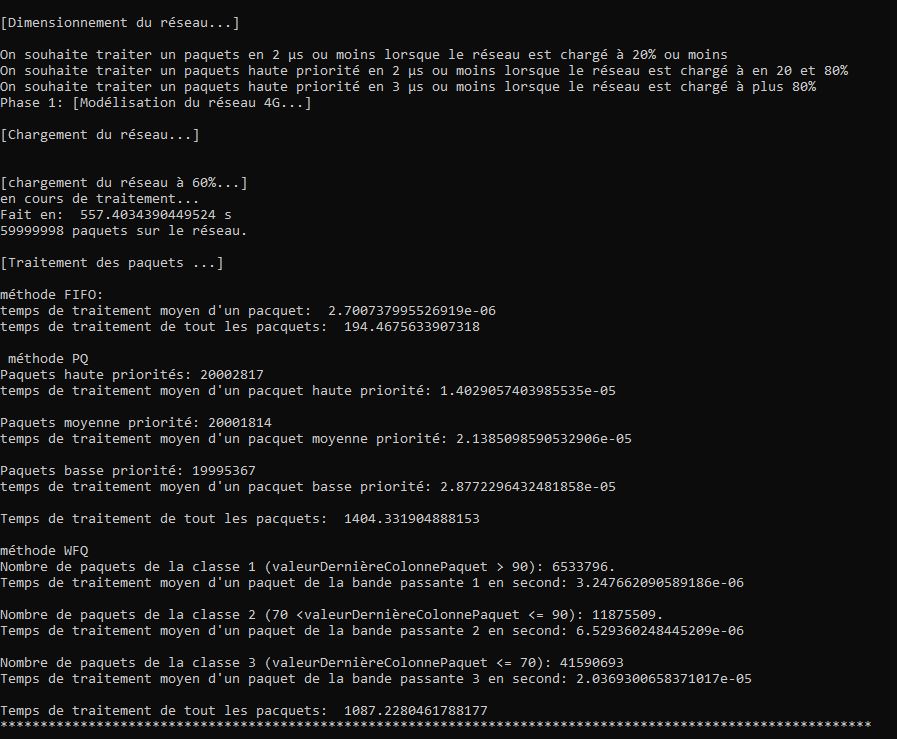 [Dimensionnement du réseau...]
On souhaite traiter un paquets en 2 µs ou moins lorsque le réseau est chargé à 20% ou moins
On souhaite traiter un paquets haute priorité en 2 µs ou moins lorsque le réseau est chargé à en 20 et 80%
On souhaite traiter un paquets haute priorité en 3 µs ou moins lorsque le réseau est chargé à plus 80%
Phase 1: [Modélisation du réseau 4G...]
[Chargement du réseau...]
[chargement du réseau à 60%...]
en cours de traitement...
Fait en:  557.4034390449524 s
59999998 paquets sur le réseau.
[Traitement des paquets ...]
méthode FIFO:
temps de traitement moyen d'un pacquet:  2.700737995526919e-06
temps de traitement de tout les pacquets:  194.4675633907318
méthode PQ
Paquets haute priorités: 20002817
temps de traitement moyen d'un pacquet haute priorité: 1.4029057403985535e-05
Paquets moyenne priorité: 20001814
temps de traitement moyen d'un pacquet moyenne priorité: 2.1385098590532906e-05
Paquets basse priorité: 19995367
temps de traitement moyen d'un pacquet basse priorité: 2.8772296432481858e-05
Temps de traitement de tout les pacquets:  1404.331904888153
méthode WFQ
Nombre de paquets de la classe 1 (valeurDernièreColonnePaquet > 90): 6533796.
Temps de traitement moyen d'un paquet de la bande passante 1 en second: 3.247662090589186e-06
Nombre de paquets de la classe 2 (70 <valeurDernièreColonnePaquet <= 90): 11875509.
Temps de traitement moyen d'un paquet de la bande passante 2 en second: 6.529360248445209e-06
Nombre de paquets de la classe 3 (valeurDernièreColonnePaquet <= 70): 41590693
Temps de traitement moyen d'un paquet de la bande passante 3 en second: 2.0369300658371017e-05
Temps de traitement de tout les pacquets:  1087.2280461788177
*************************************************************************************************************